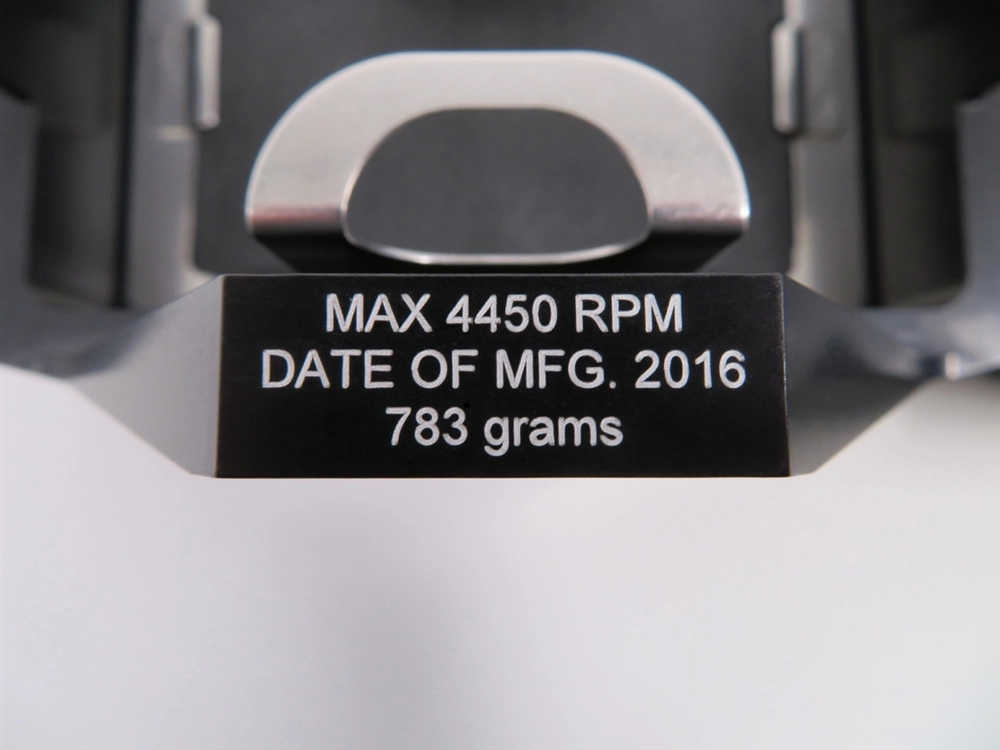 MAX 4450 RPM
DATE OF MFG. 2016
783 grams